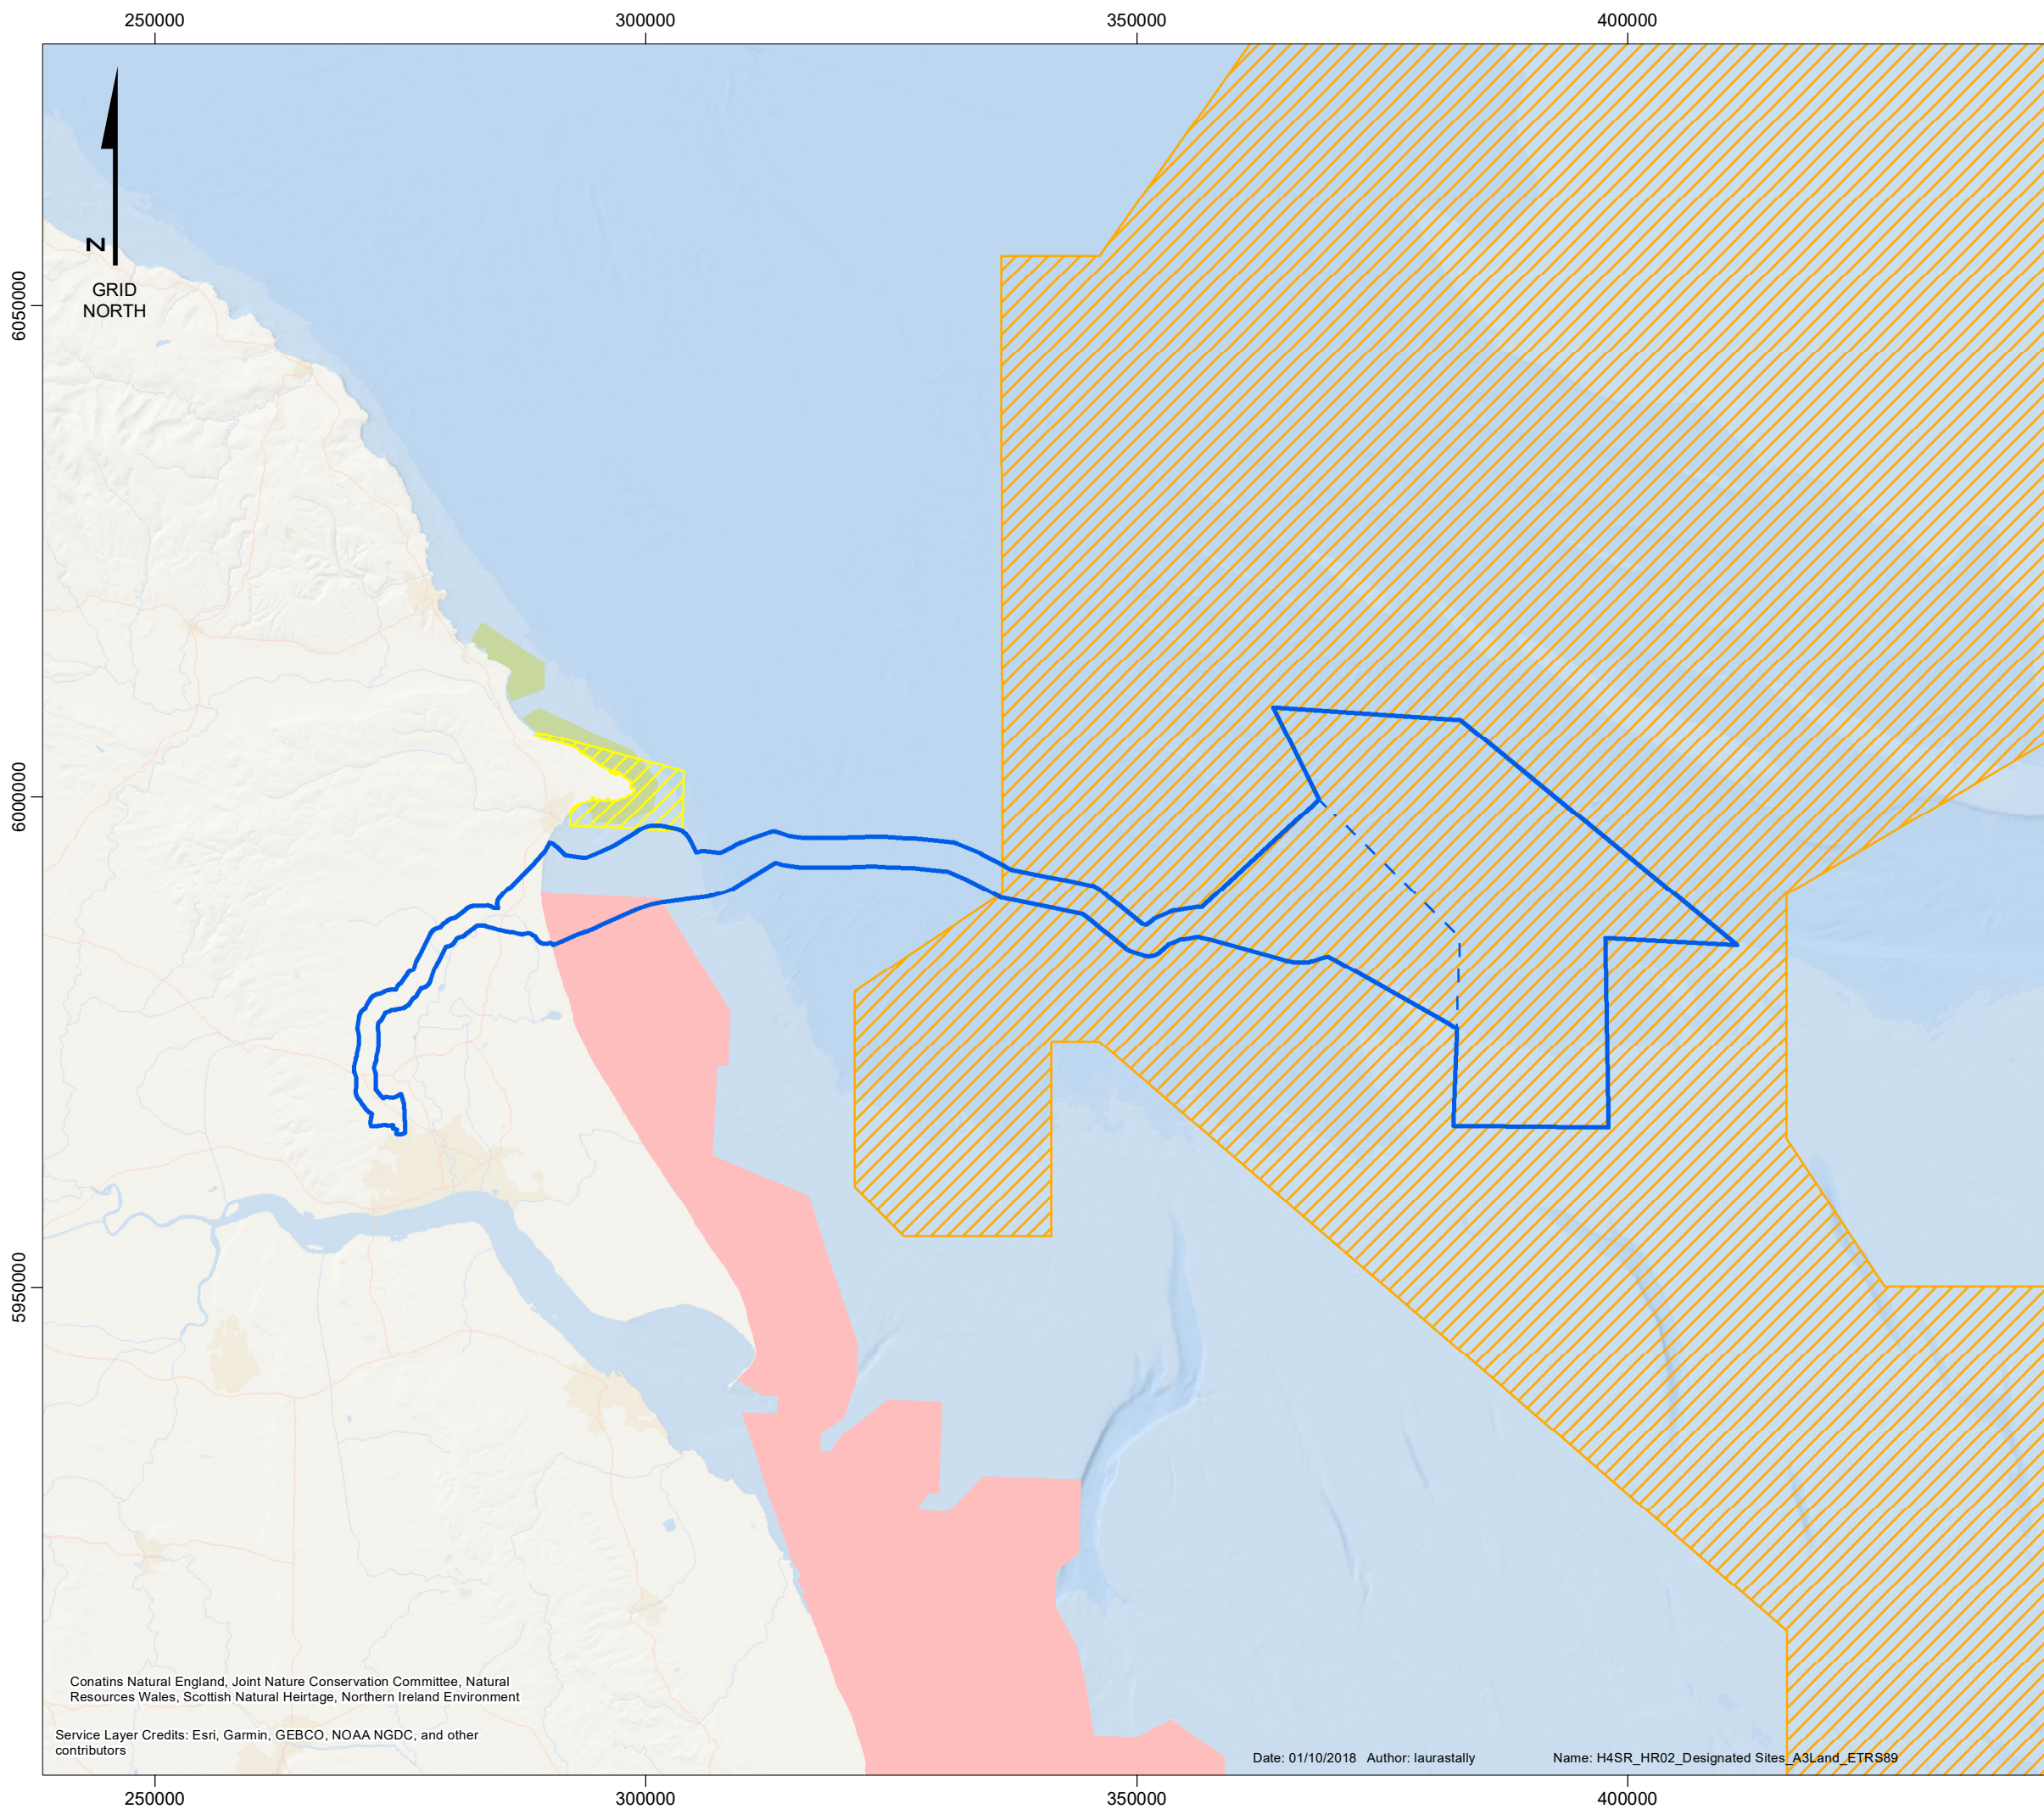 250000 300000 350000 400000
N
GRID
NORTH
6050000
6000000
5950000
Conatins Natural England, Joint Nature Conservation Committee, Natural
Resources Wales, Scottish Natural Heirtage, Northern Ireland Environment
Service Layer Credits: Esri, Garmin, GEBCO, NOAA NGDC, and other
contributors
Date: 01/10/2018 Author: laurastally Name: H4SR_HR02_Designated Sites_A3Land_ETRS89
250000 300000 350000 400000